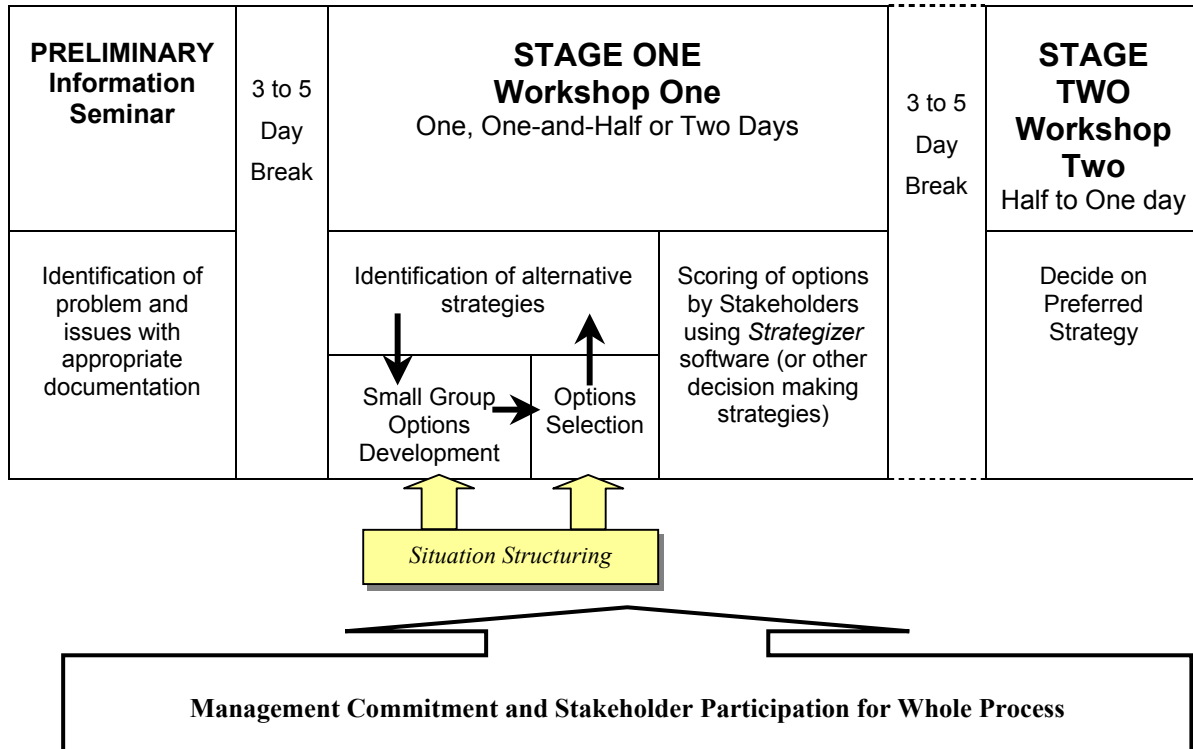 PRELIMINARY
Information
Seminar
3 to 5
Day
Break
STAGE ONE
Workshop One
One, One-and-Half or Two Days
3 to 5
Day
Break
STAGE
TWO
Workshop
Two
Half to One day
Identification of
problem and
issues with
appropriate
documentation
Identification of alternative
strategies
Small Group
Options
Development
Options
Selection
Scoring of options
by Stakeholders
using Strategizer
software (or other
decision making
strategies)
Decide on
Preferred
Strategy
Situation Structuring
Management Commitment and Stakeholder Participation for Whole Process